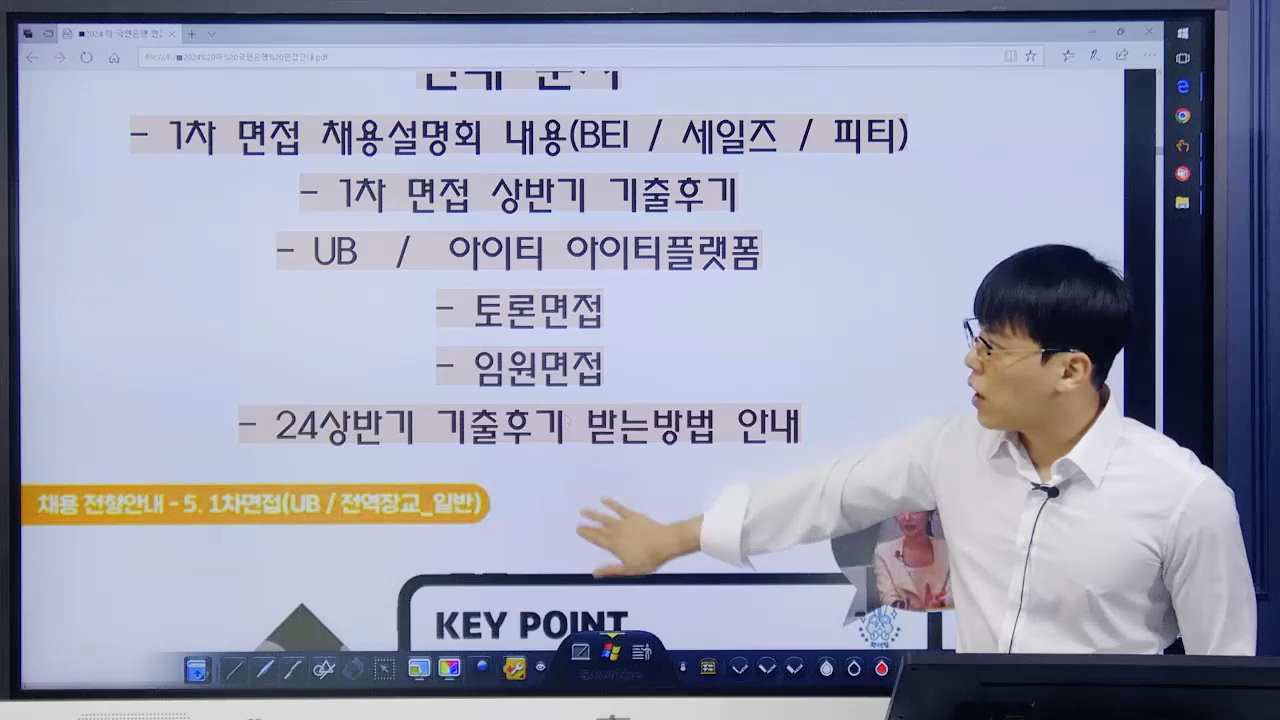 - 1차 면접 채용설명회 내용(BEI / 세일즈 / 피티)
- 1차 면접 상반기 기출후기
- UB / 아이티 아이티플랫폼
- 토론면접
- 임원면접
- 24상반기 기출후기 받는방법 안내
채용 전형안내 - 5. 1차면접(UB / 전역장교_일반)
KEY POINT